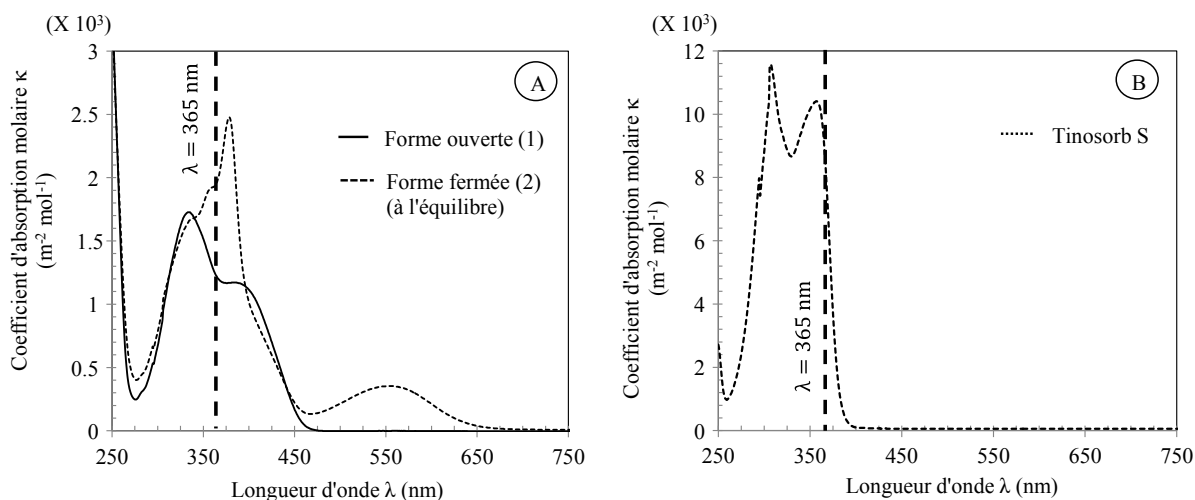 (X 10³)
3
2.5
2
1.5
1
0.5
0
250
350
450
550
650
750
Coefficient d'absorption molaire κ
(m⁻² mol⁻¹)
Longueur d'onde λ (nm)
λ = 365 nm
A
Forme ouverte (1)
Forme fermée (2)
(à l'équilibre)
(X 10³)
12
10
8
6
4
2
0
250
350
450
550
650
750
Coefficient d'absorption molaire κ
(m⁻² mol⁻¹)
Longueur d'onde λ (nm)
λ = 365 nm
B
Tinosorb S